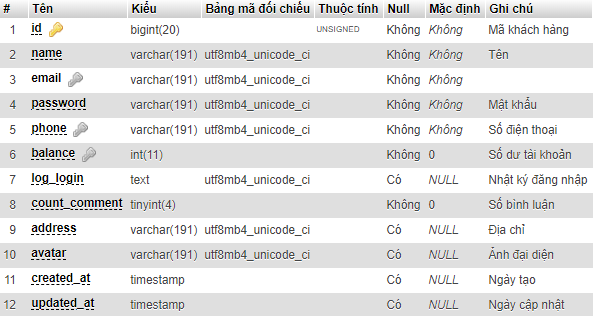 # Tên Kiểu Bảng mã đối chiếu Thuộc tính Null Mặc định Ghi chú
1 id bigint(20) UNSIGNED Không Không Mã khách hàng
2 name varchar(191) utf8mb4_unicode_ci Không Không Tên
3 email varchar(191) utf8mb4_unicode_ci Không Không
4 password varchar(191) utf8mb4_unicode_ci Không Không Mật khẩu
5 phone varchar(191) utf8mb4_unicode_ci Không Không Số điện thoại
6 balance int(11) Không 0 Số dư tài khoản
7 log_login text utf8mb4_unicode_ci Có NULL Nhật ký đăng nhập
8 count_comment tinyint(4) Không 0 Số bình luận
9 address varchar(191) utf8mb4_unicode_ci Có NULL Địa chỉ
10 avatar varchar(191) utf8mb4_unicode_ci Có NULL Ảnh đại diện
11 created_at timestamp Có NULL Ngày tạo
12 updated_at timestamp Có NULL Ngày cập nhật